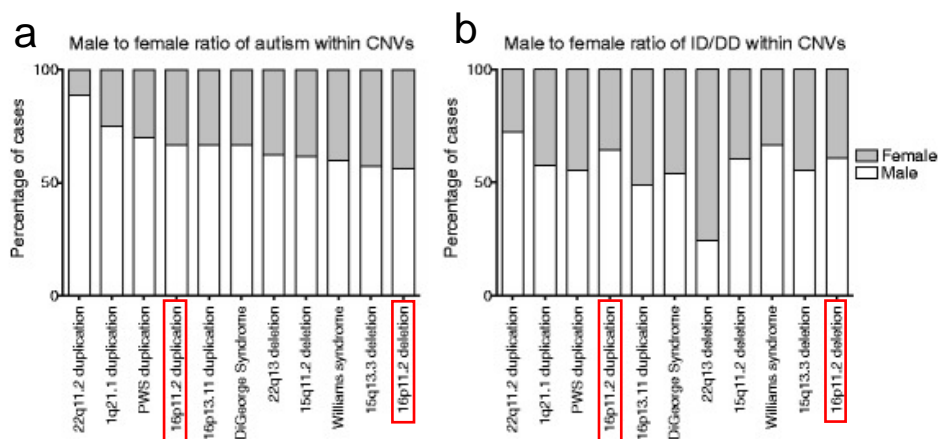 a
Male to female ratio of autism within CNVs
Percentage of cases
100
50
0
22q11.2 duplication
1q21.1 duplication
PWS duplication
16p11.2 duplication
16p13.11 duplication
DiGeorge Syndrome
22q13 deletion
15q11.2 deletion
Williams syndrome
15q13.3 deletion
16p11.2 deletion
b
Male to female ratio of ID/DD within CNVs
Percentage of cases
100
50
0
22q11.2 duplication
1q21.1 duplication
PWS duplication
16p11.2 duplication
16p13.11 duplication
DiGeorge Syndrome
22q13 deletion
15q11.2 deletion
Williams syndrome
15q13.3 deletion
16p11.2 deletion
Female
Male